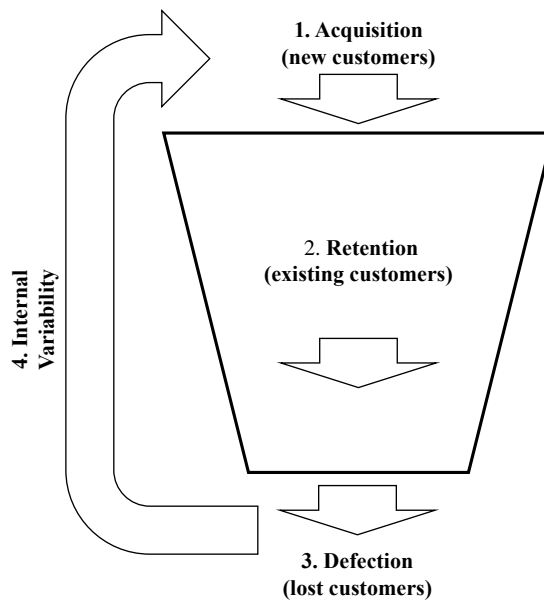 1. Acquisition
(new customers)
2. Retention
(existing customers)
4. Internal
Variability
3. Defection
(lost customers)